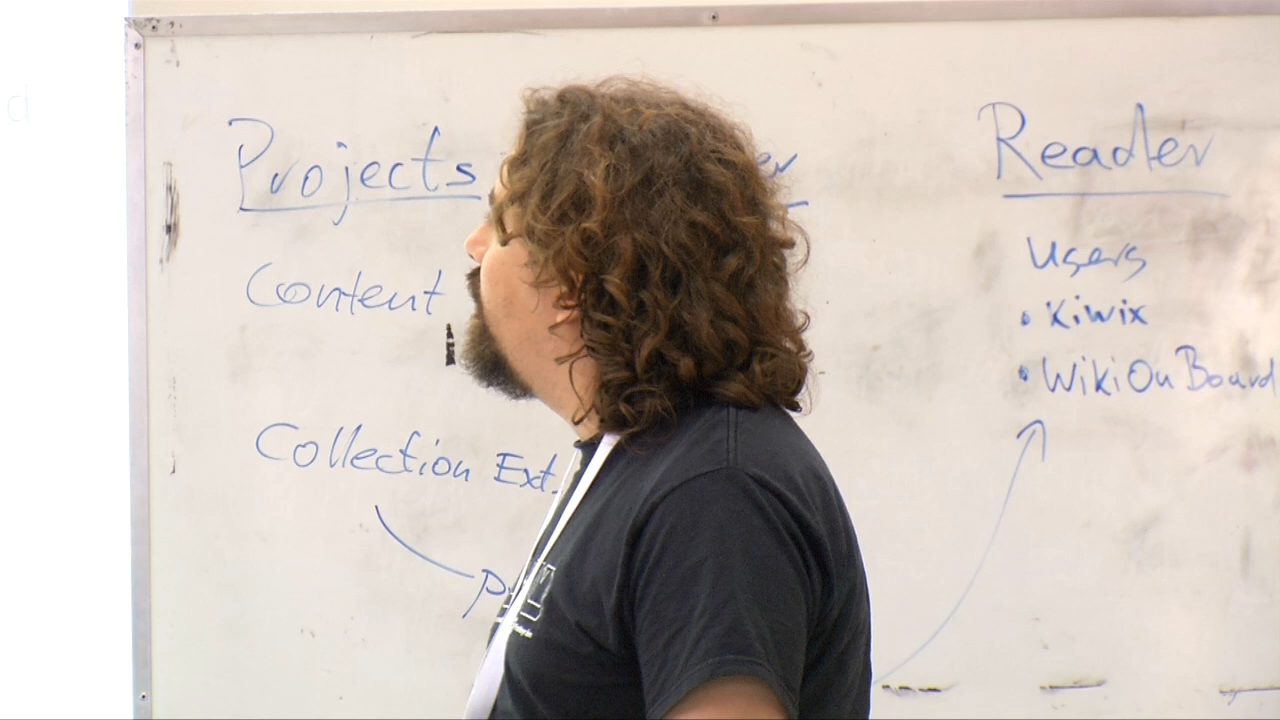 Projects
Content
Collection Ext.
Reader
Users
• Kiwix
• WikiOnBoard